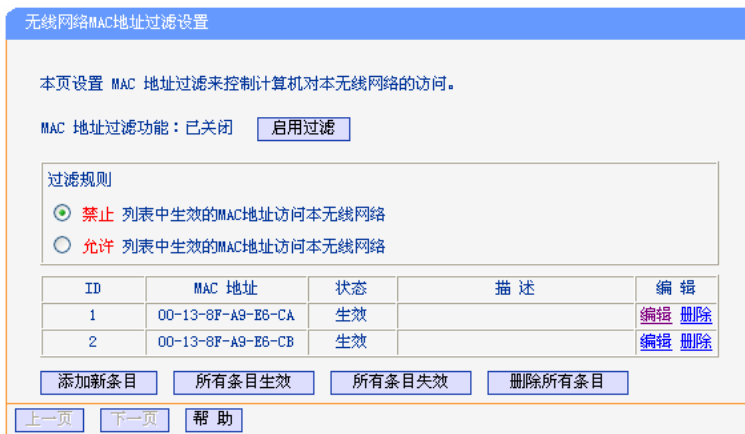 无线网络MAC地址过滤设置
本页设置 MAC 地址过滤来控制计算机对本无线网络的访问。
MAC 地址过滤功能：已关闭 启用过滤
过滤规则
禁止 列表中生效的MAC地址访问本无线网络
允许 列表中生效的MAC地址访问本无线网络
ID MAC 地址 状态 描 述 编 辑
1 00-13-8F-A9-E6-CA 生效 编辑 删除
2 00-13-8F-A9-E6-CB 生效 编辑 删除
添加新条目 所有条目生效 所有条目失效 删除所有条目
上一页 下一页 帮 助